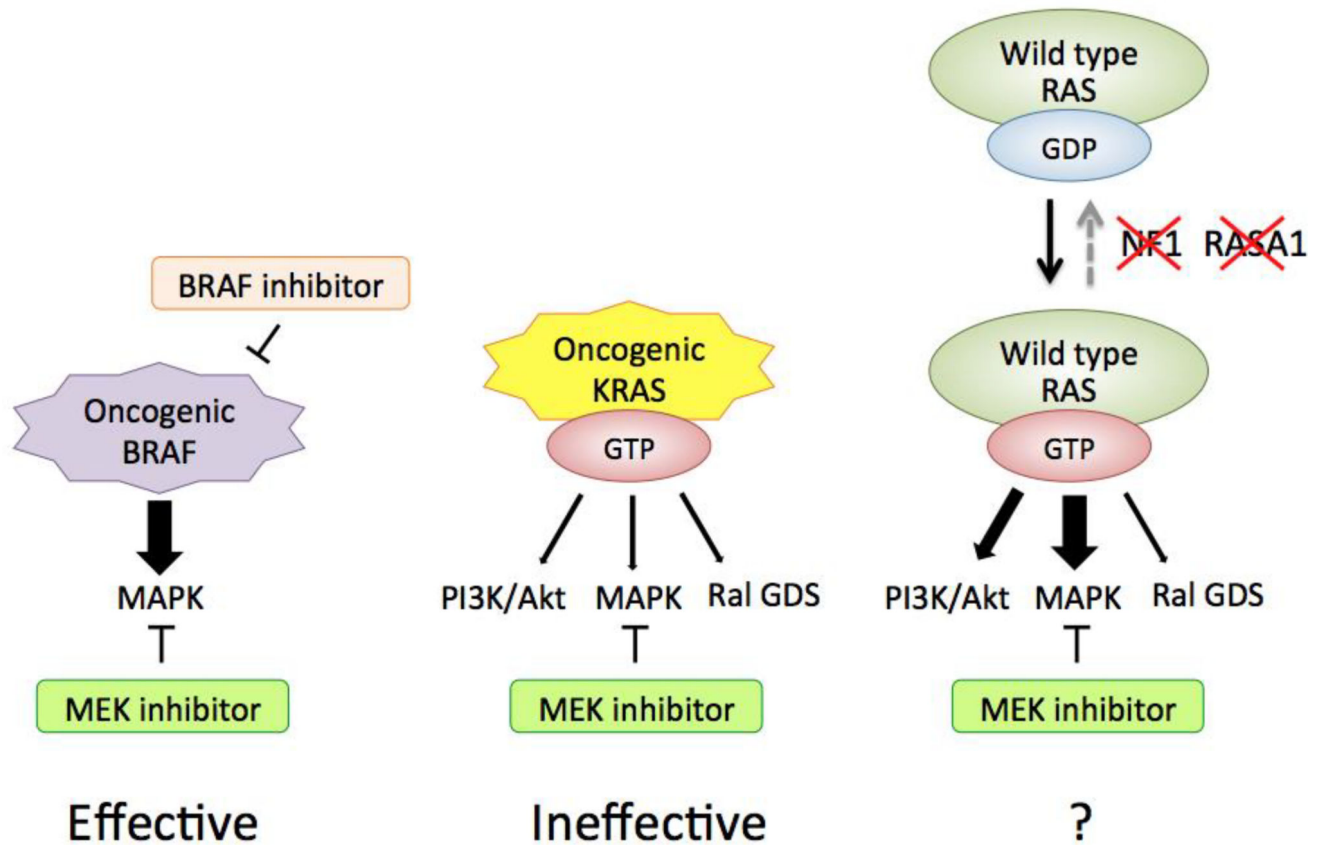 BRAF inhibitor
Oncogenic
BRAF
MAPK
MEK inhibitor
Effective
Oncogenic
KRAS
GTP
PI3K/Akt MAPK Ral GDS
MEK inhibitor
Ineffective
Wild type
RAS
GDP
NF1 RASA1
Wild type
RAS
GTP
PI3K/Akt MAPK Ral GDS
MEK inhibitor
?